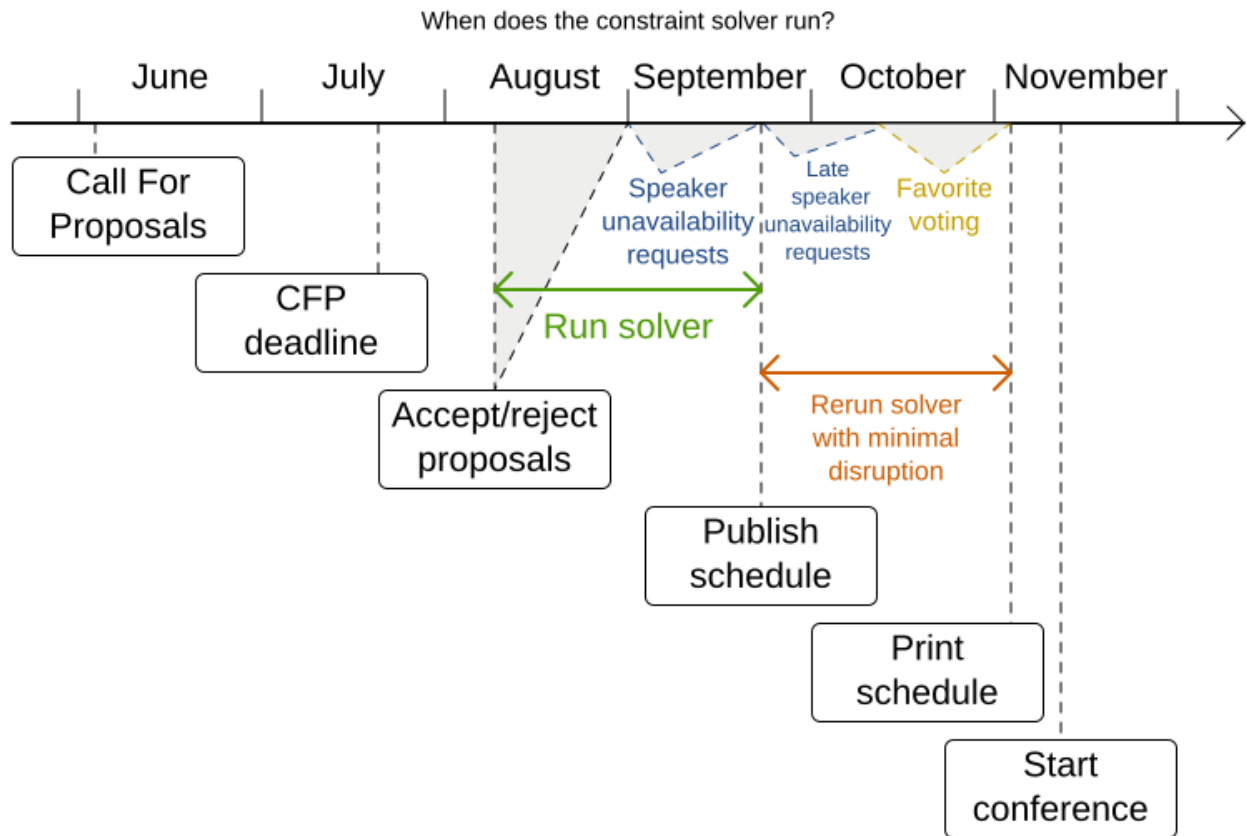 When does the constraint solver run?
June July August September October November
Call For
Proposals
Speaker
unavailability
requests
Late
speaker
unavailability
requests
Favorite
voting
CFP
deadline
Run solver
Accept/reject
proposals
Rerun solver
with minimal
disruption
Publish
schedule
Print
schedule
Start
conference